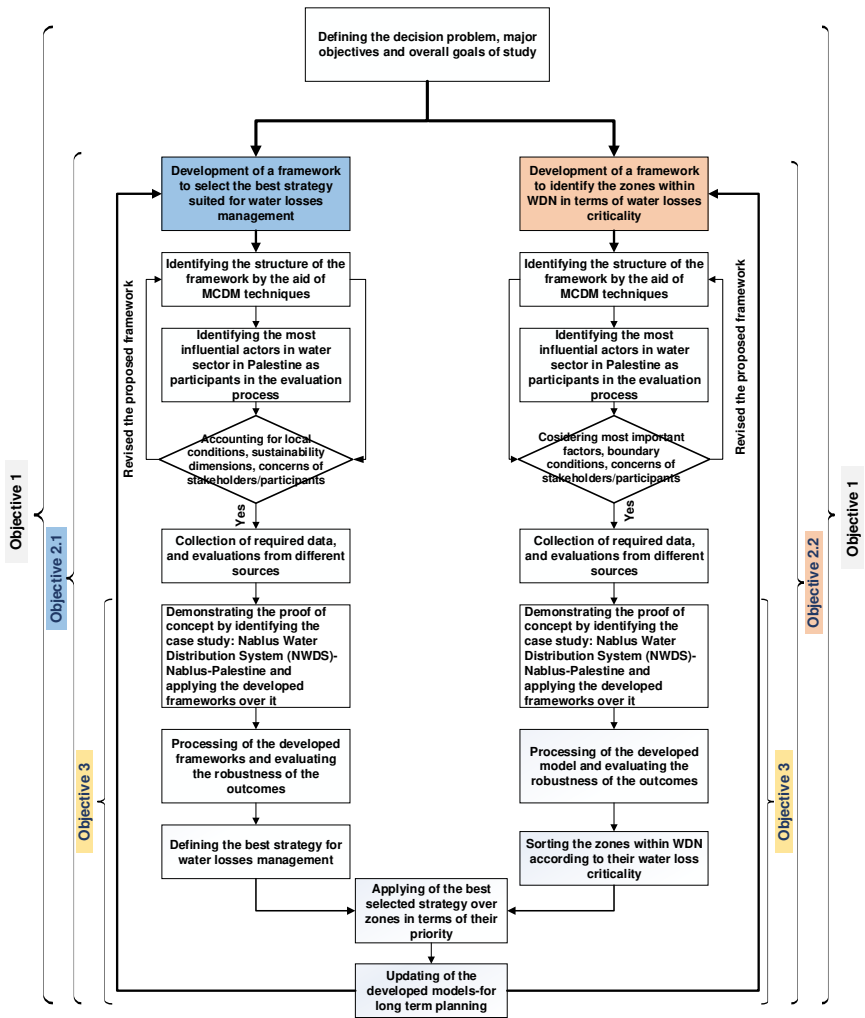 Defining the decision problem, major
objectives and overall goals of study
Development of a framework
to select the best strategy
suited for water losses
management
Development of a framework
to identify the zones within
WDN in terms of water losses
criticality
Identifying the structure of the
framework by the aid of
MCDM techniques
Identifying the structure of the
framework by the aid of
MCDM techniques
Revised the proposed framework
Revised the proposed framework
Identifying the most
influential actors in water
sector in Palestine as
participants in the evaluation
process
Identifying the most
influential actors in water
sector in Palestine as
participants in the evaluation
process
Accounting for local
conditions, sustainability
dimensions, concerns of
stakeholders/participants
Cosidering most important
factors, boundary
conditions, concerns of
stakeholders/participants
Yes
Yes
Objective 1
Objective 2.1
Objective 2.2
Objective 1
Collection of required data,
and evaluations from different
sources
Collection of required data,
and evaluations from different
sources
Demonstrating the proof of
concept by identifying the
case study: Nablus Water
Distribution System (NWDS)-
Nablus-Palestine and
applying the developed
frameworks over it
Demonstrating the proof of
concept by identifying the
case study: Nablus Water
Distribution System (NWDS)-
Nablus-Palestine and
applying the developed
frameworks over it
Objective 3
Objective 3
Processing of the developed
frameworks and evaluating
the robustness of the
outcomes
Processing of the developed
model and evaluating the
robustness of the outcomes
Defining the best strategy for
water losses management
Sorting the zones within WDN
according to their water loss
criticality
Applying of the best
selected strategy over
zones in terms of their
priority
Updating of the
developed models-for
long term planning